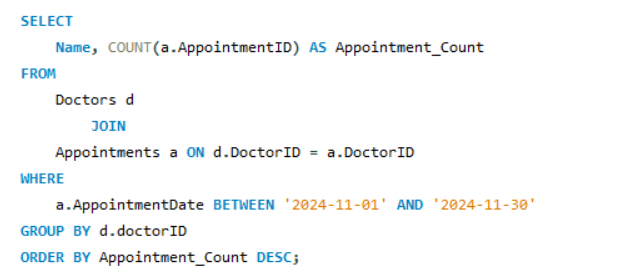 SELECT
Name, COUNT(a.AppointmentID) AS Appointment_Count
FROM
Doctors d
JOIN
Appointments a ON d.DoctorID = a.DoctorID
WHERE
a.AppointmentDate BETWEEN '2024-11-01' AND '2024-11-30'
GROUP BY d.doctorID
ORDER BY Appointment_Count DESC;